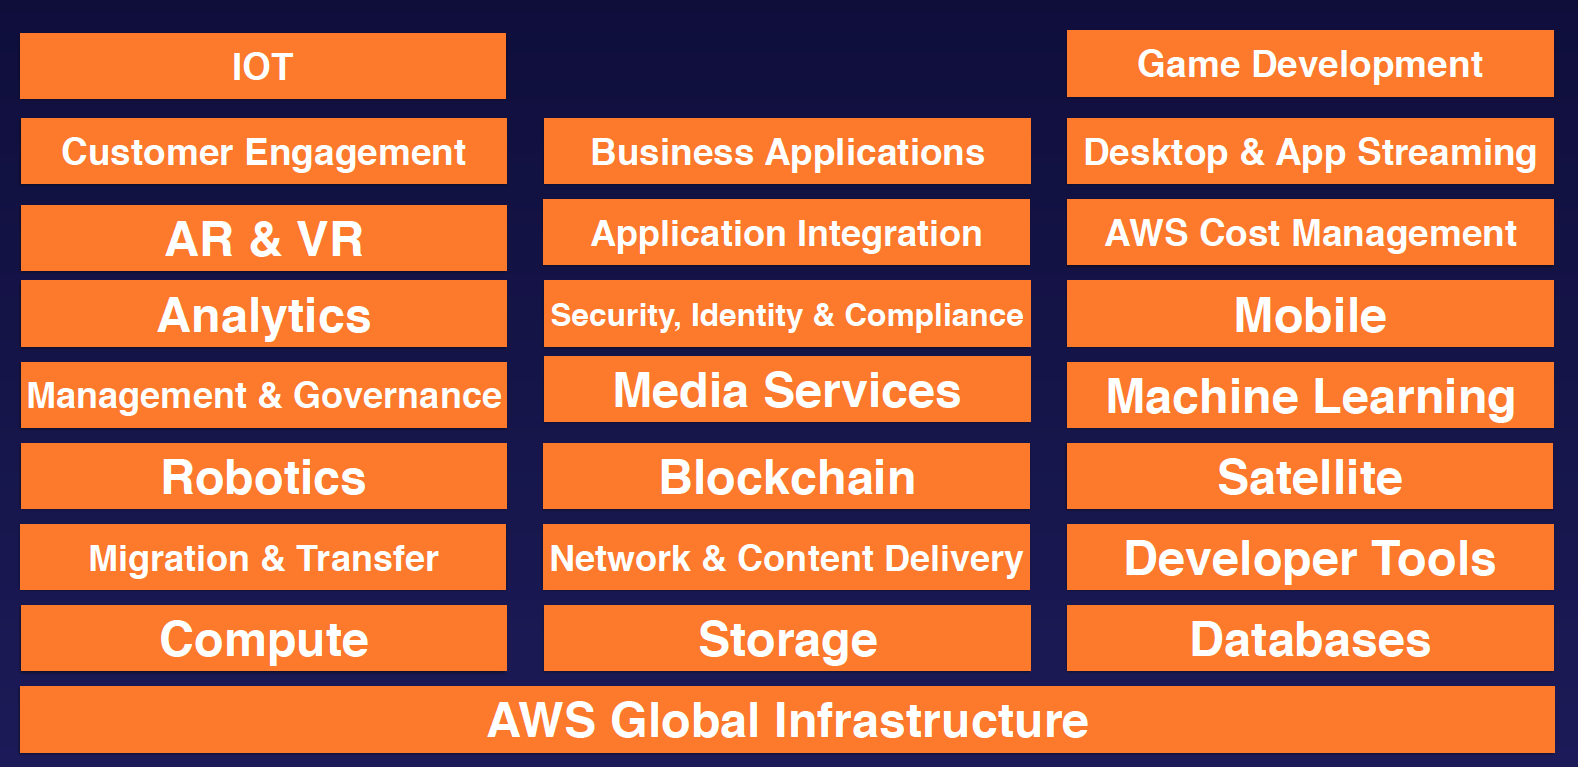 IOT
Game Development
Customer Engagement
Business Applications
Desktop & App Streaming
AR & VR
Application Integration
AWS Cost Management
Analytics
Security, Identity & Compliance
Mobile
Management & Governance
Media Services
Machine Learning
Robotics
Blockchain
Satellite
Migration & Transfer
Network & Content Delivery
Developer Tools
Compute
Storage
Databases
AWS Global Infrastructure